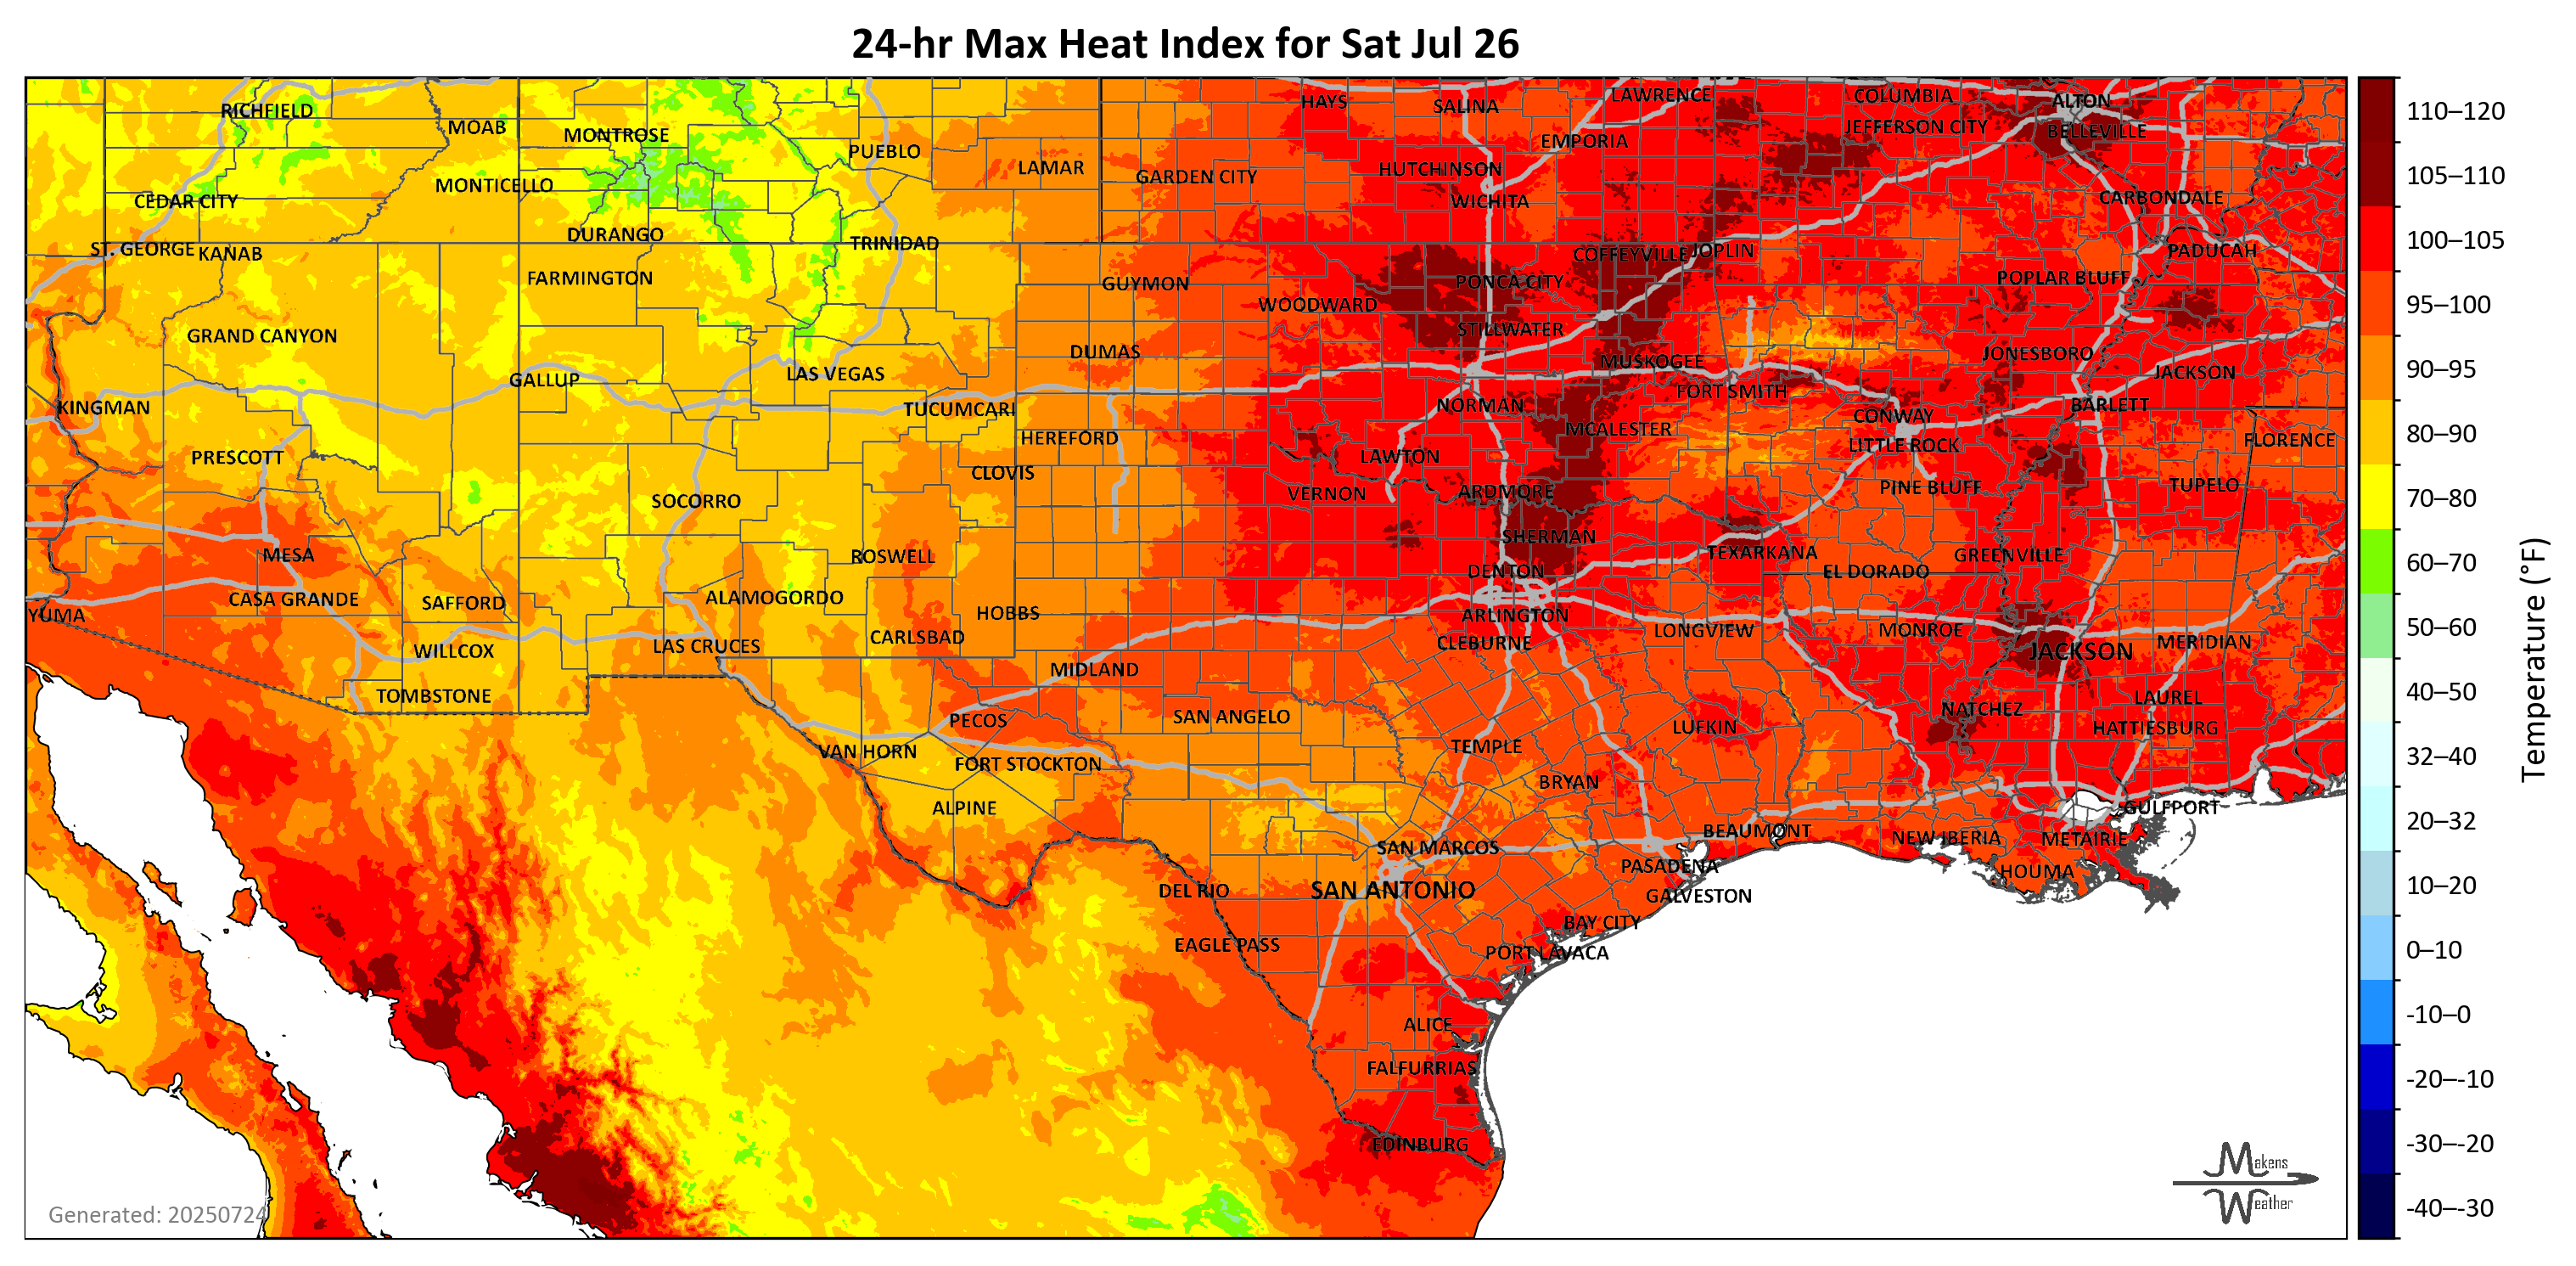 24-hr Max Heat Index for Sat Jul 26
RICHFIELD
MOAB
MONTROSE
PUEBLO
LAMAR
HAYS
SALINA
LAWRENCE
COLUMBIA
ALTON
EMPORIA
JEFFERSON CITY
BELLEVILLE
CEDAR CITY
MONTICELLO
GARDEN CITY
HUTCHINSON
WICHITA
CARBONDALE
ST. GEORGE
KANAB
DURANGO
TRINIDAD
COFFEYVILLE
JOPLIN
PADUCAH
FARMINGTON
GUYMON
WOODWARD
PONCA CITY
POPLAR BLUFF
GRAND CANYON
DUMAS
STILLWATER
GALLUP
LAS VEGAS
MUSKOGEE
JONESBORO
FORT SMITH
JACKSON
KINGMAN
TUCUMCARI
NORMAN
CONWAY
BARLETT
PRESCOTT
HEREFORD
CLOVIS
LAWTON
MCALESTER
LITTLE ROCK
FLORENCE
SOCORRO
VERNON
ARDMORE
PINE BLUFF
TUPELO
MESA
ROSWELL
SHERMAN
TEXARKANA
GREENVILLE
DENTON
EL DORADO
YUMA
CASA GRANDE
SAFFORD
ALAMOGORDO
HOBBS
ARLINGTON
WILLCOX
LAS CRUCES
CARLSBAD
CLEBURNE
LONGVIEW
MONROE
JACKSON
MERIDIAN
TOMBSTONE
MIDLAND
PECOS
SAN ANGELO
LUFKIN
NATCHEZ
LAUREL
HATTIESBURG
VAN HORN
FORT STOCKTON
TEMPLE
BRYAN
ALPINE
GULFPORT
BEAUMONT
NEW IBERIA
METAIRIE
SAN MARCOS
PASADENA
HOUMA
DEL RIO
SAN ANTONIO
GALVESTON
BAY CITY
EAGLE PASS
PORT LAVACA
ALICE
FALFURRIAS
EDINBURG
Generated: 20250724
Makens
Weather
110–120
105–110
100–105
95–100
90–95
80–90
70–80
60–70
50–60
40–50
32–40
20–32
10–20
0–10
-10–0
-20–-10
-30–-20
-40–-30
Temperature (°F)